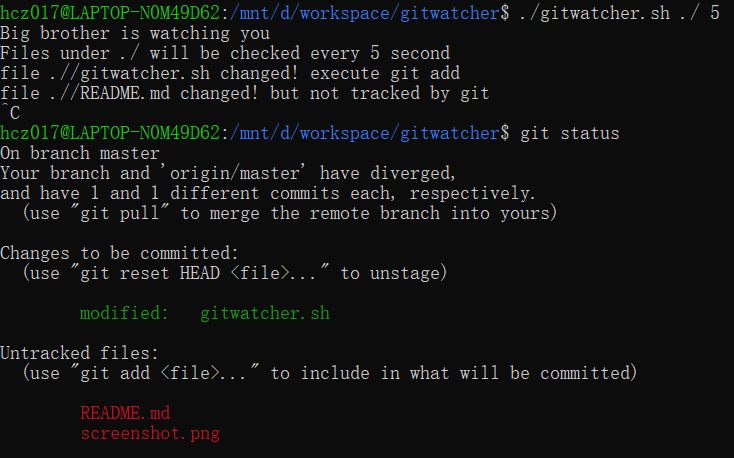 hcz017@LAPTOP-N0M49D62:/mnt/d/workspace/gitwatcher$ ./gitwatcher.sh ./ 5
Big brother is watching you
Files under ./ will be checked every 5 second
file .//gitwatcher.sh changed! execute git add
file .//README.md changed! but not tracked by git
^C
hcz017@LAPTOP-N0M49D62:/mnt/d/workspace/gitwatcher$ git status
On branch master
Your branch and 'origin/master' have diverged,
and have 1 and 1 different commits each, respectively.
  (use "git pull" to merge the remote branch into yours)

Changes to be committed:
  (use "git reset HEAD <file>..." to unstage)

        modified:   gitwatcher.sh

Untracked files:
  (use "git add <file>..." to include in what will be committed)

        README.md
        screenshot.png